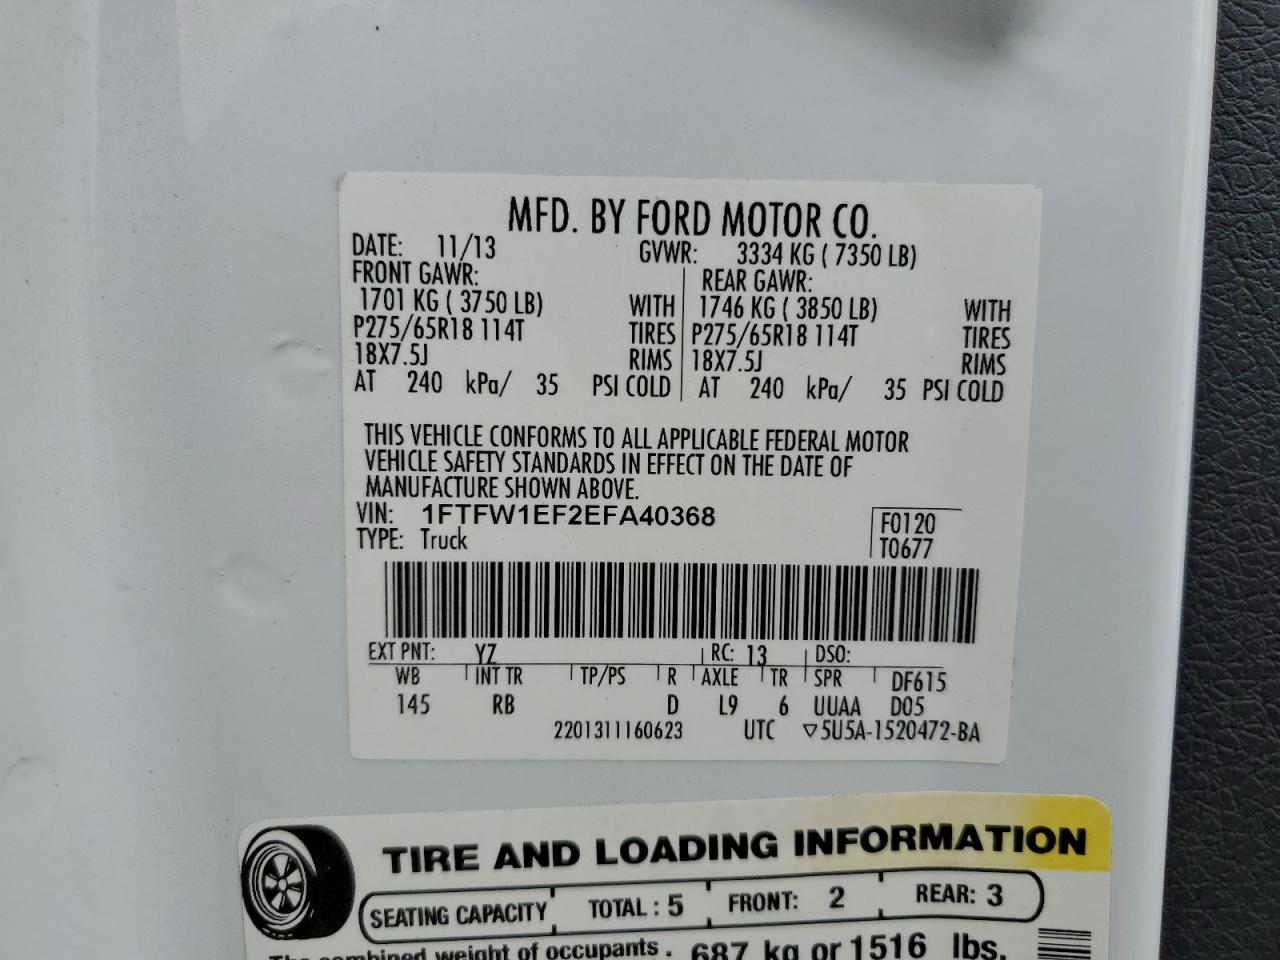 MFD. BY FORD MOTOR CO.
DATE: 11/13 GVWR: 3334 KG ( 7350 LB)
FRONT GAWR: REAR GAWR:
1701 KG ( 3750 LB) WITH 1746 KG ( 3850 LB) WITH
P275/65R18 114T TIRES P275/65R18 114T TIRES
18X7.5J RIMS 18X7.5J RIMS
AT 240 kPa/ 35 PSI COLD AT 240 kPa/ 35 PSI COLD
THIS VEHICLE CONFORMS TO ALL APPLICABLE FEDERAL MOTOR
VEHICLE SAFETY STANDARDS IN EFFECT ON THE DATE OF
MANUFACTURE SHOWN ABOVE.
VIN: 1FTFW1EF2EFA40368 F0120
TYPE: Truck T0677
EXT PNT: YZ RC: 13 DSO:
WB INT TR TP/PS R AXLE TR SPR DF615
145 RB D L9 6 UUAA D05
2201311160623 UTC ▽5U5A-1520472-BA
TIRE AND LOADING INFORMATION
SEATING CAPACITY TOTAL : 5 FRONT: 2 REAR: 3
The combined weight of occupants . 687 kg or 1516 lbs.